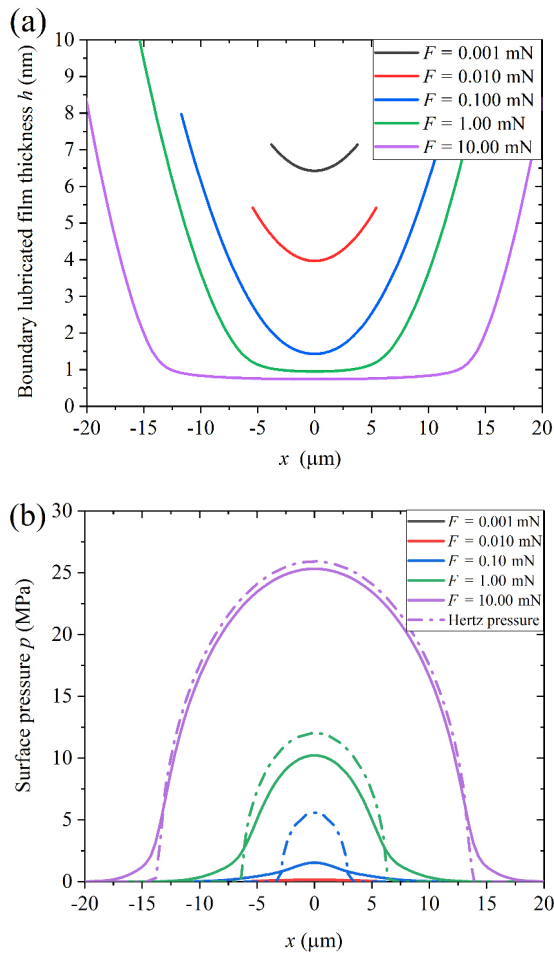 (a)
Boundary lubricated film thickness h (nm)
10
9
8
7
6
5
4
3
2
1
0
F = 0.001 mN
F = 0.010 mN
F = 0.100 mN
F = 1.00 mN
F = 10.00 mN
-20 -15 -10 -5 0 5 10 15 20
x (μm)
(b)
Surface pressure p (MPa)
30
25
20
15
10
5
0
F = 0.001 mN
F = 0.010 mN
F = 0.10 mN
F = 1.00 mN
F = 10.00 mN
Hertz pressure
-20 -15 -10 -5 0 5 10 15 20
x (μm)